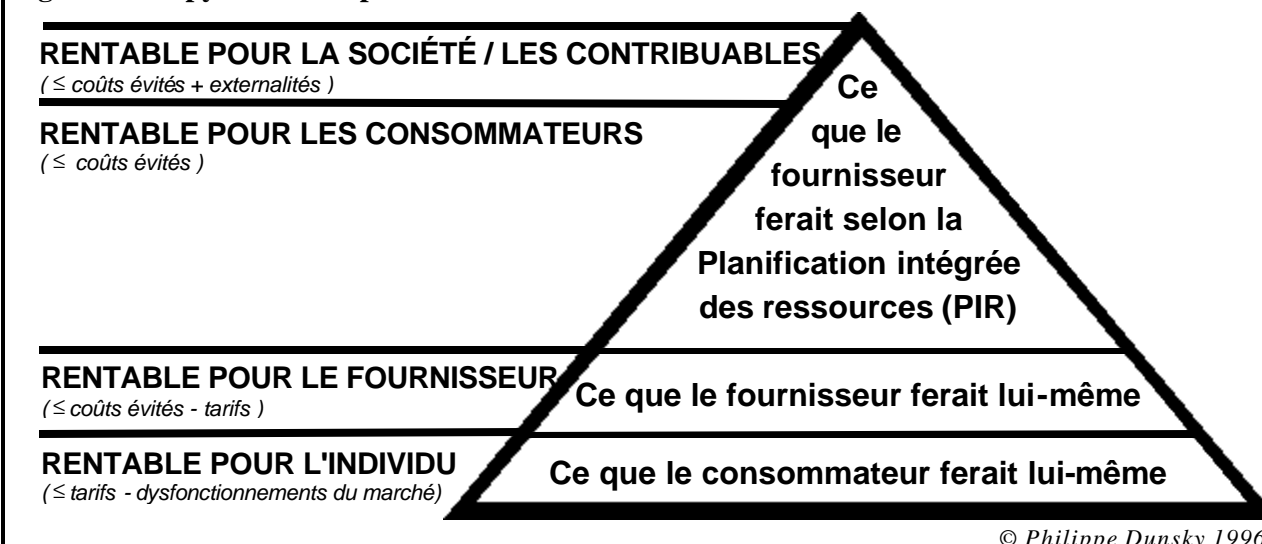 RENTABLE POUR LA SOCIÉTÉ / LES CONTRIBUABLES
( ≤ coûts évités + externalités )
RENTABLE POUR LES CONSOMMATEURS
( ≤ coûts évités )
Ce
que le
fournisseur
ferait selon la
Planification intégrée
des ressources (PIR)
RENTABLE POUR LE FOURNISSEUR
( ≤ coûts évités - tarifs )
Ce que le fournisseur ferait lui-même
RENTABLE POUR L'INDIVIDU
( ≤ tarifs - dysfonctionnements du marché)
Ce que le consommateur ferait lui-même
© Philippe Dunsky 1996